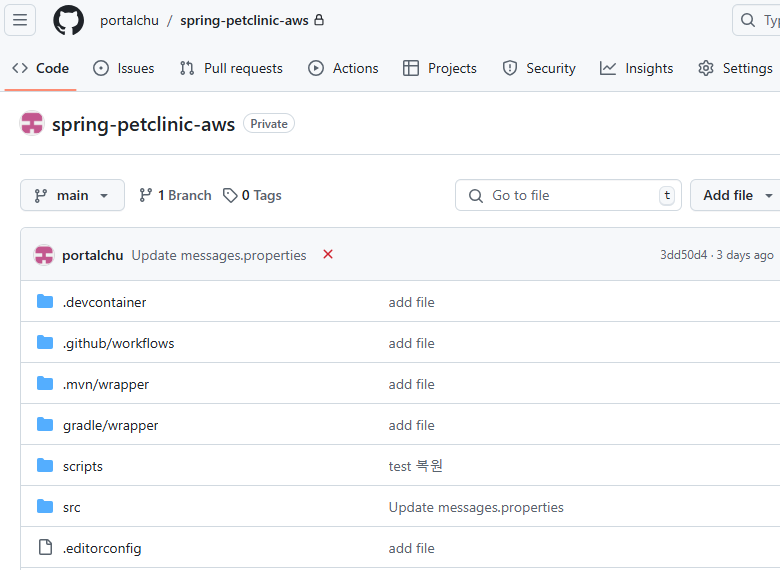 portalchu / spring-petclinic-aws
Code Issues Pull requests Actions Projects Security Insights Settings
spring-petclinic-aws Private
main 1 Branch 0 Tags Go to file t Add file
portalchu Update messages.properties 3dd50d4 · 3 days ago
.devcontainer add file
.github/workflows add file
.mvn/wrapper add file
gradle/wrapper add file
scripts test 복원
src Update messages.properties
.editorconfig add file